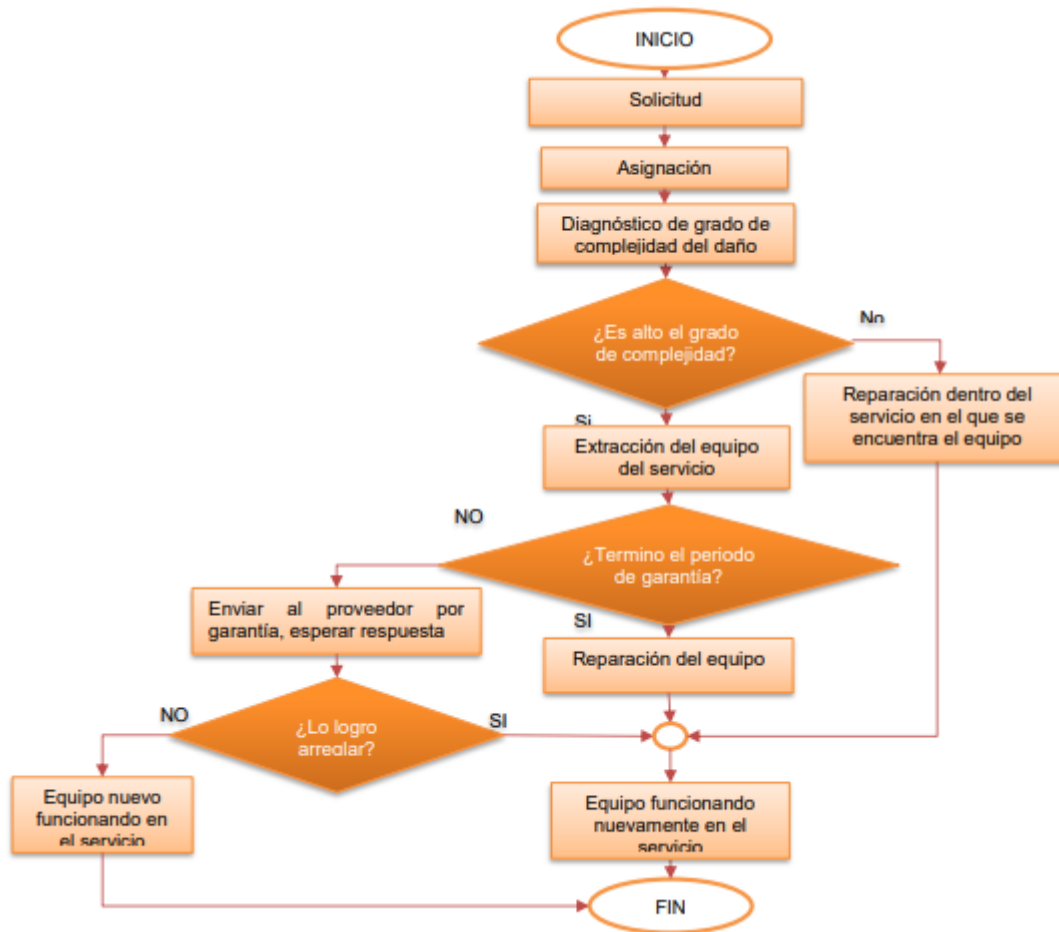 INICIO
Solicitud
Asignación
Diagnóstico de grado de
complejidad del daño
¿Es alto el grado
de complejidad?
No
Reparación dentro del
servicio en el que se
encuentra el equipo
Si
Extracción del equipo
del servicio
NO
¿Termino el periodo
de garantía?
Enviar al proveedor por
garantía, esperar respuesta
SI
Reparación del equipo
NO
¿Lo logro
arreglar?
SI
Equipo nuevo
funcionando en
el servicio
Equipo funcionando
nuevamente en el
servicio
FIN